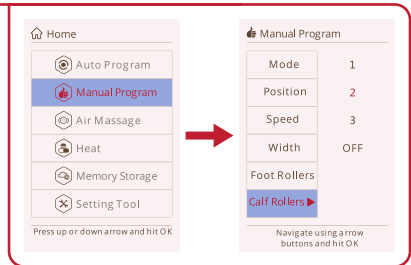 Home
Auto Program
Manual Program
Air Massage
Heat
Memory Storage
Setting Tool
Press up or down arrow and hit OK
Manual Program
Mode 1
Position 2
Speed 3
Width OFF
Foot Rollers
Calf Rollers
Navigate using arrow
buttons and hit OK